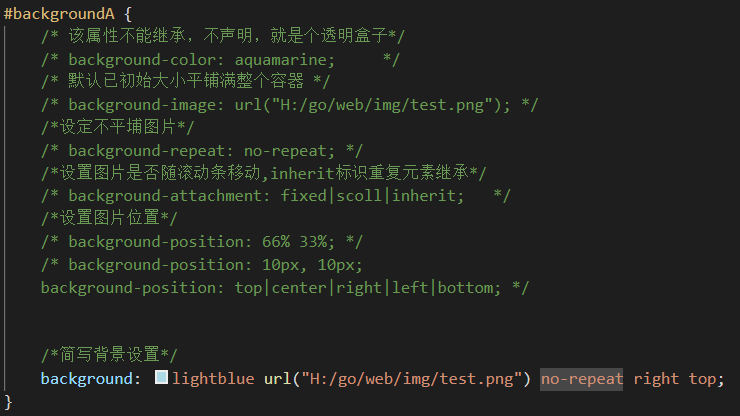 #backgroundA {
/* 该属性不能继承，不声明，就是个透明盒子*/
/* background-color: aquamarine;     */
/* 默认已初始大小平铺满整个容器 */
/* background-image: url("H:/go/web/img/test.png"); */
/*设定不平埔图片*/
/* background-repeat: no-repeat; */
/*设置图片是否随滚动条移动,inherit标识重复元素继承*/
/* background-attachment: fixed|scoll|inherit;   */
/*设置图片位置*/
/* background-position: 66% 33%; */
/* background-position: 10px, 10px;
background-position: top|center|right|left|bottom; */
/*简写背景设置*/
background: lightblue url("H:/go/web/img/test.png") no-repeat right top;
}